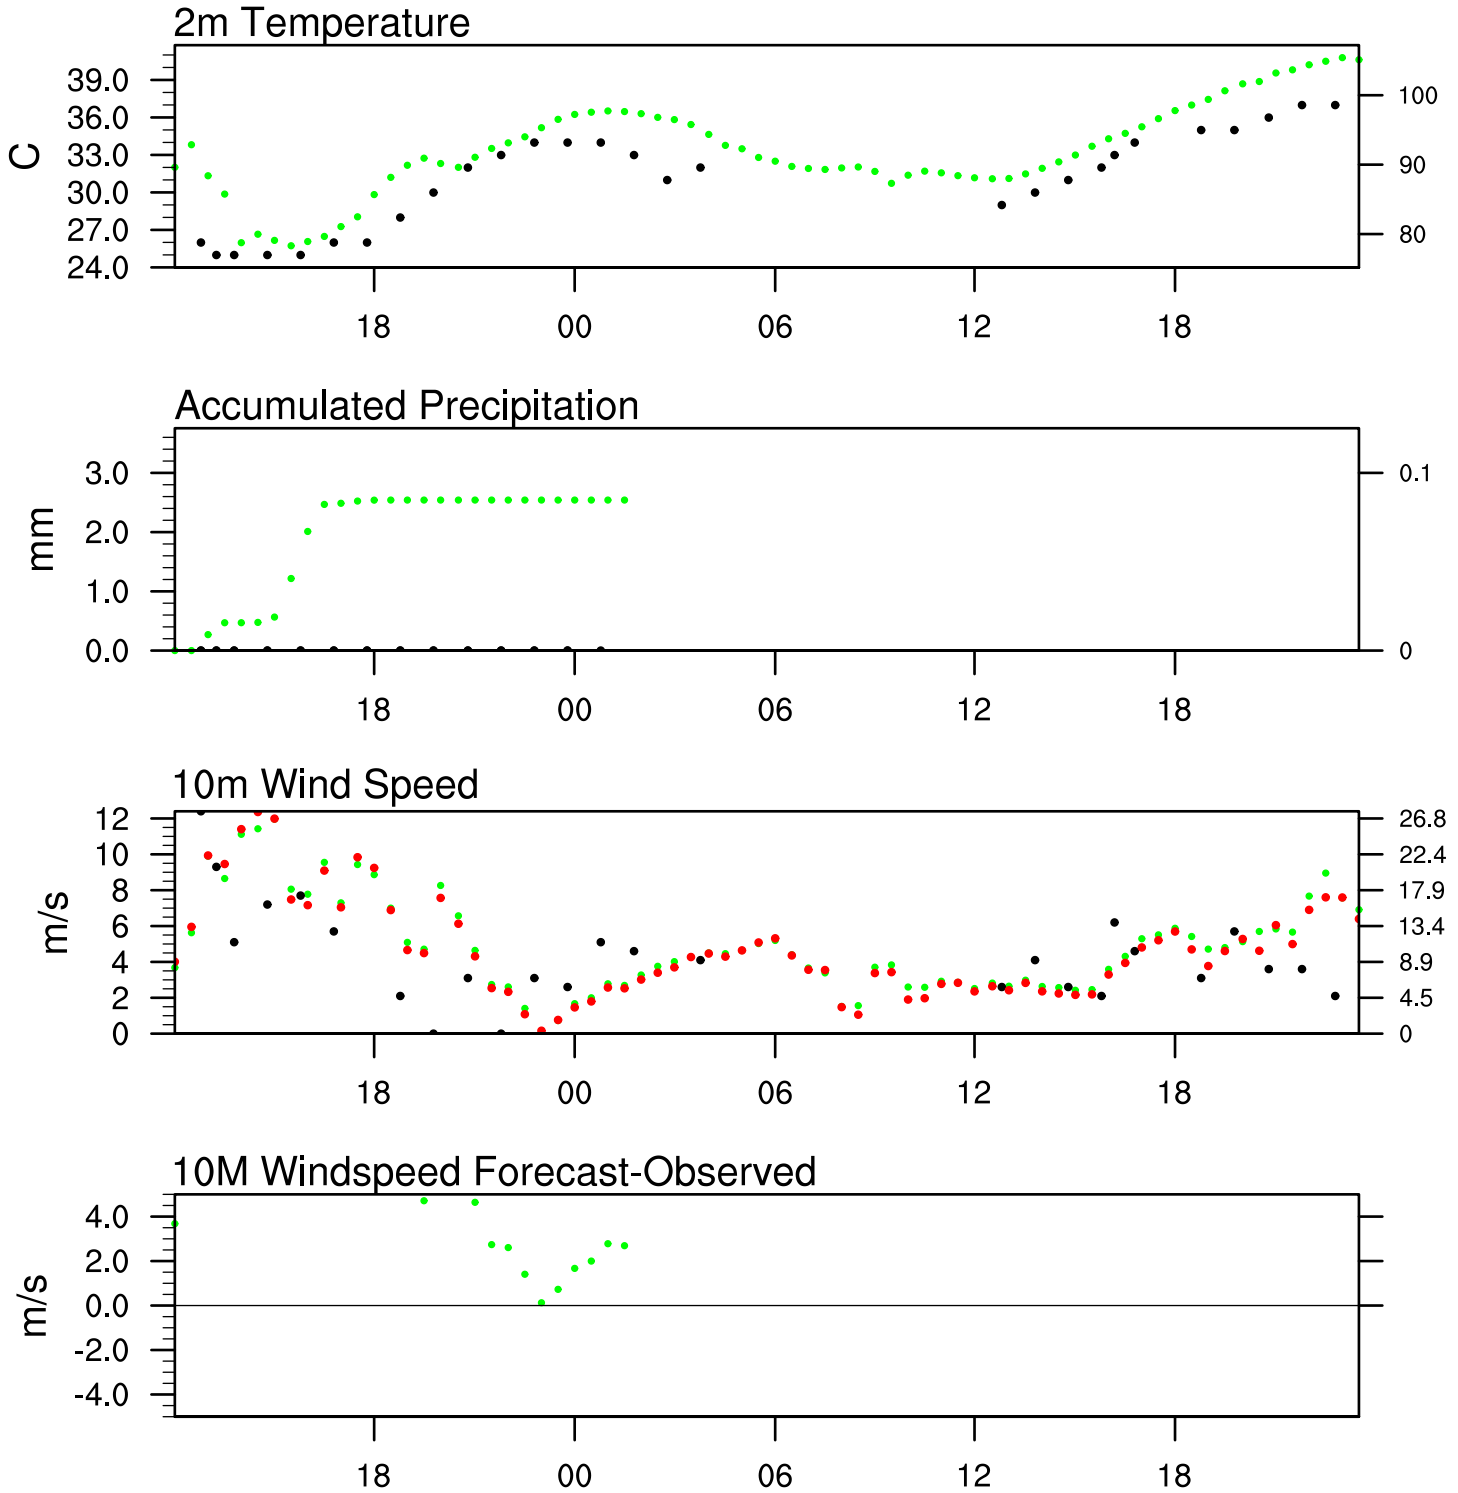 2m Temperature
39.0
36.0
33.0
30.0
27.0
24.0
C
100
90
80
18 00 06 12 18
Accumulated Precipitation
3.0
2.0
1.0
0.0
mm
0.1
0
18 00 06 12 18
10m Wind Speed
12
10
8
6
4
2
0
m/s
26.8
22.4
17.9
13.4
8.9
4.5
0
18 00 06 12 18
10M Windspeed Forecast-Observed
4.0
2.0
0.0
-2.0
-4.0
m/s
18 00 06 12 18